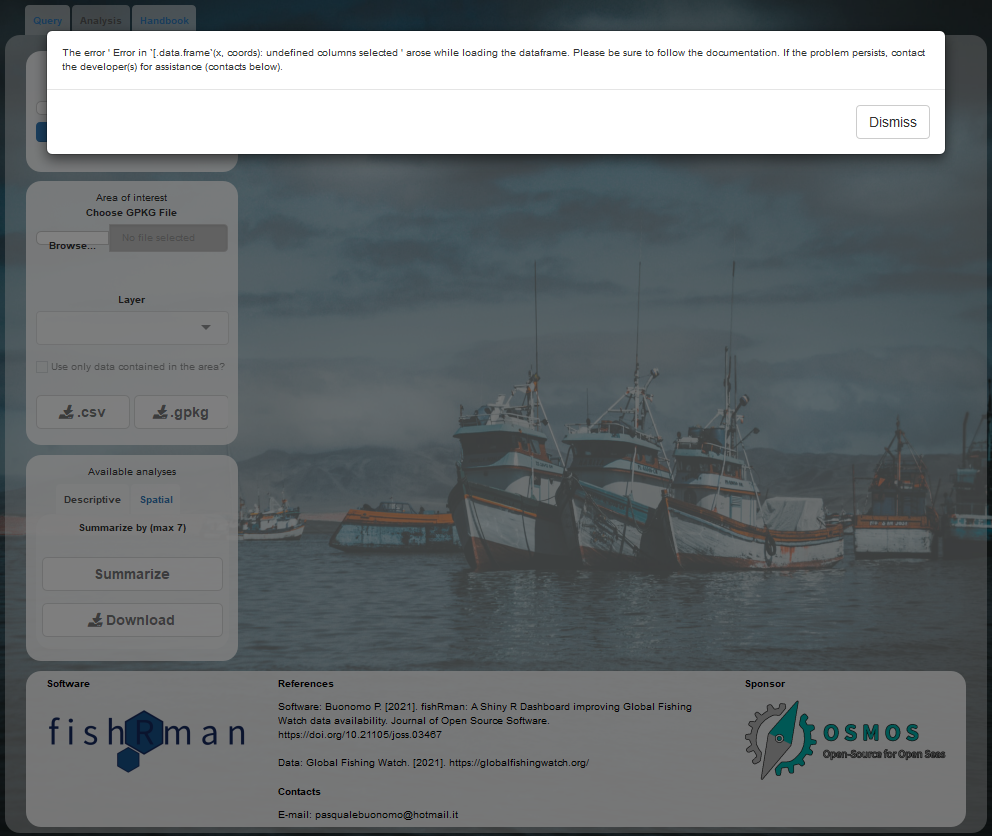 Query
Analysis
Handbook
The error ' Error in `[.data.frame`(x, coords): undefined columns selected ' arose while loading the dataframe. Please be sure to follow the documentation. If the problem persists, contact
the developer(s) for assistance (contacts below).
Dismiss
Area of interest
Choose GPKG File
Browse...
No file selected
Layer
Use only data contained in the area?
.csv
.gpkg
Available analyses
Descriptive
Spatial
Summarize by (max 7)
Summarize
Download
Software
fishRman
References
Software: Buonomo P. [2021]. fishRman: A Shiny R Dashboard improving Global Fishing
Watch data availability. Journal of Open Source Software.
https://doi.org/10.21105/joss.03467
Data: Global Fishing Watch. [2021]. https://globalfishingwatch.org/
Contacts
E-mail: pasqualebuonomo@hotmail.it
Sponsor
OSMOS
Open-Source for Open Seas